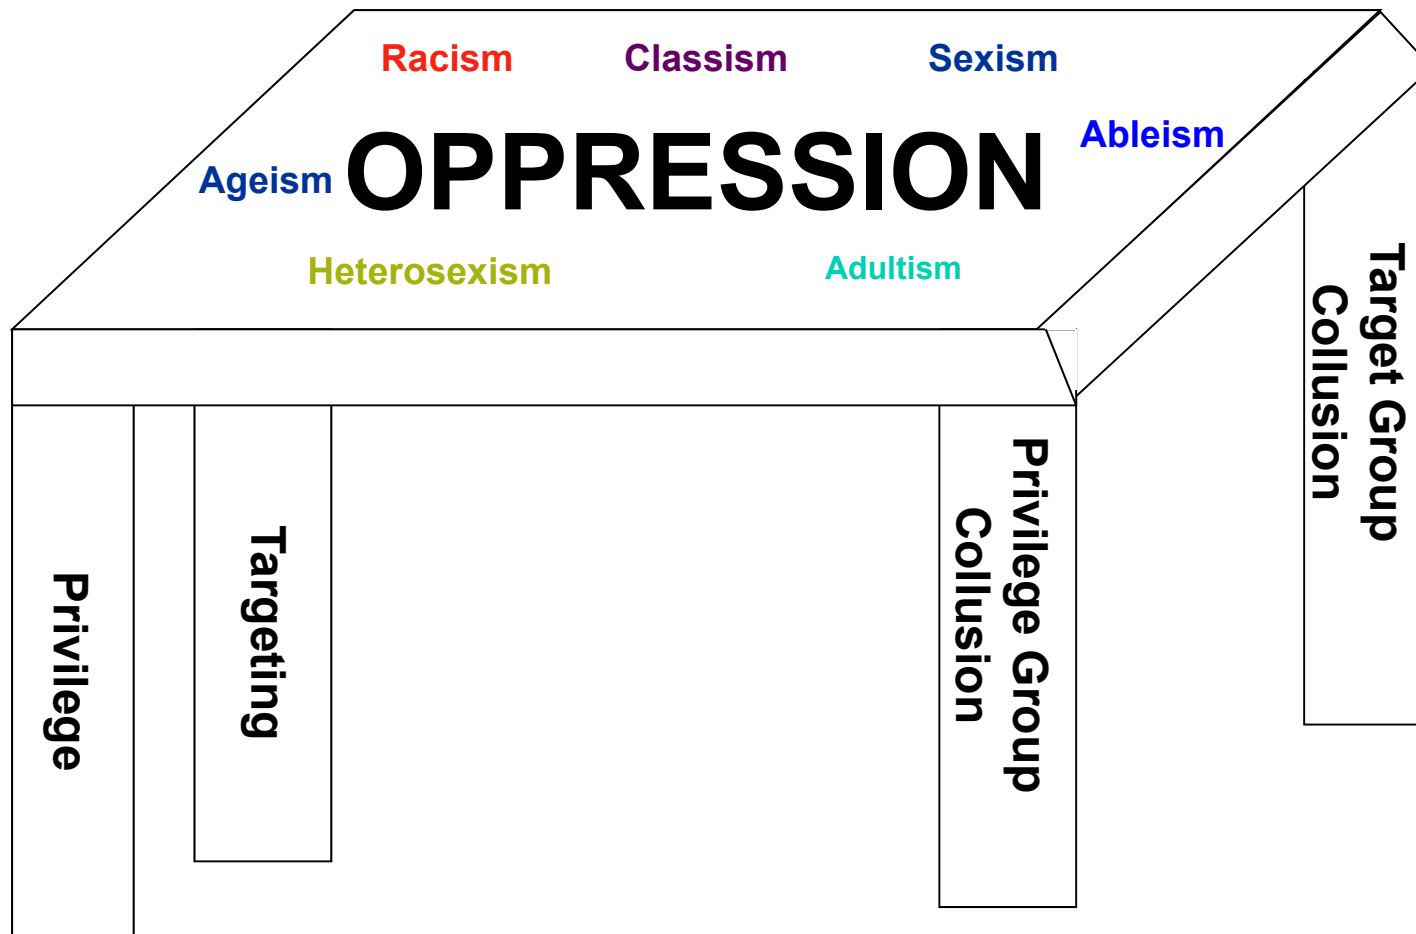 Racism
Classism
Sexism
Ableism
Ageism
OPPRESSION
Heterosexism
Adultism
Privilege
Targeting
Privilege Group
Collusion
Target Group
Collusion